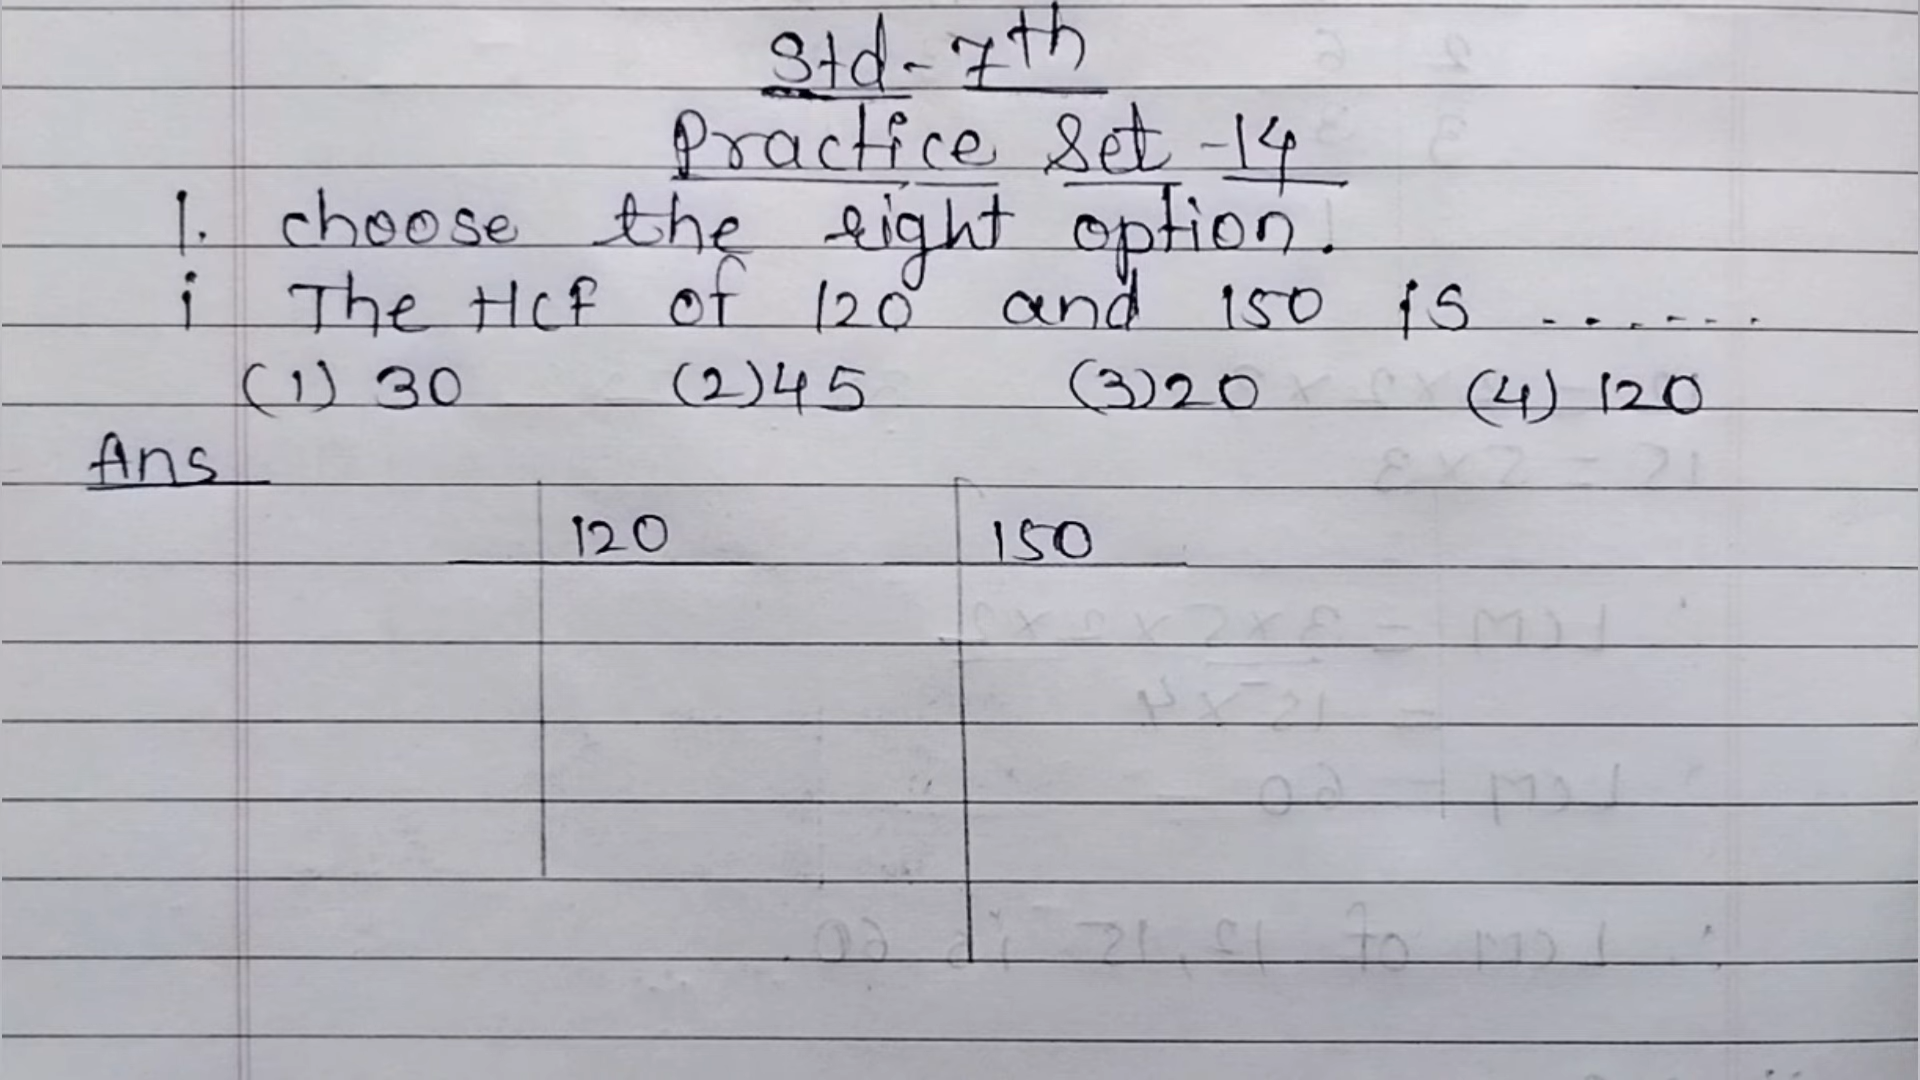 Std-7th
Practice Set-14
1. choose the right option.
i The HCF of 120 and 150 is ......
(1) 30 (2) 45 (3) 20 (4) 120
Ans
120 150